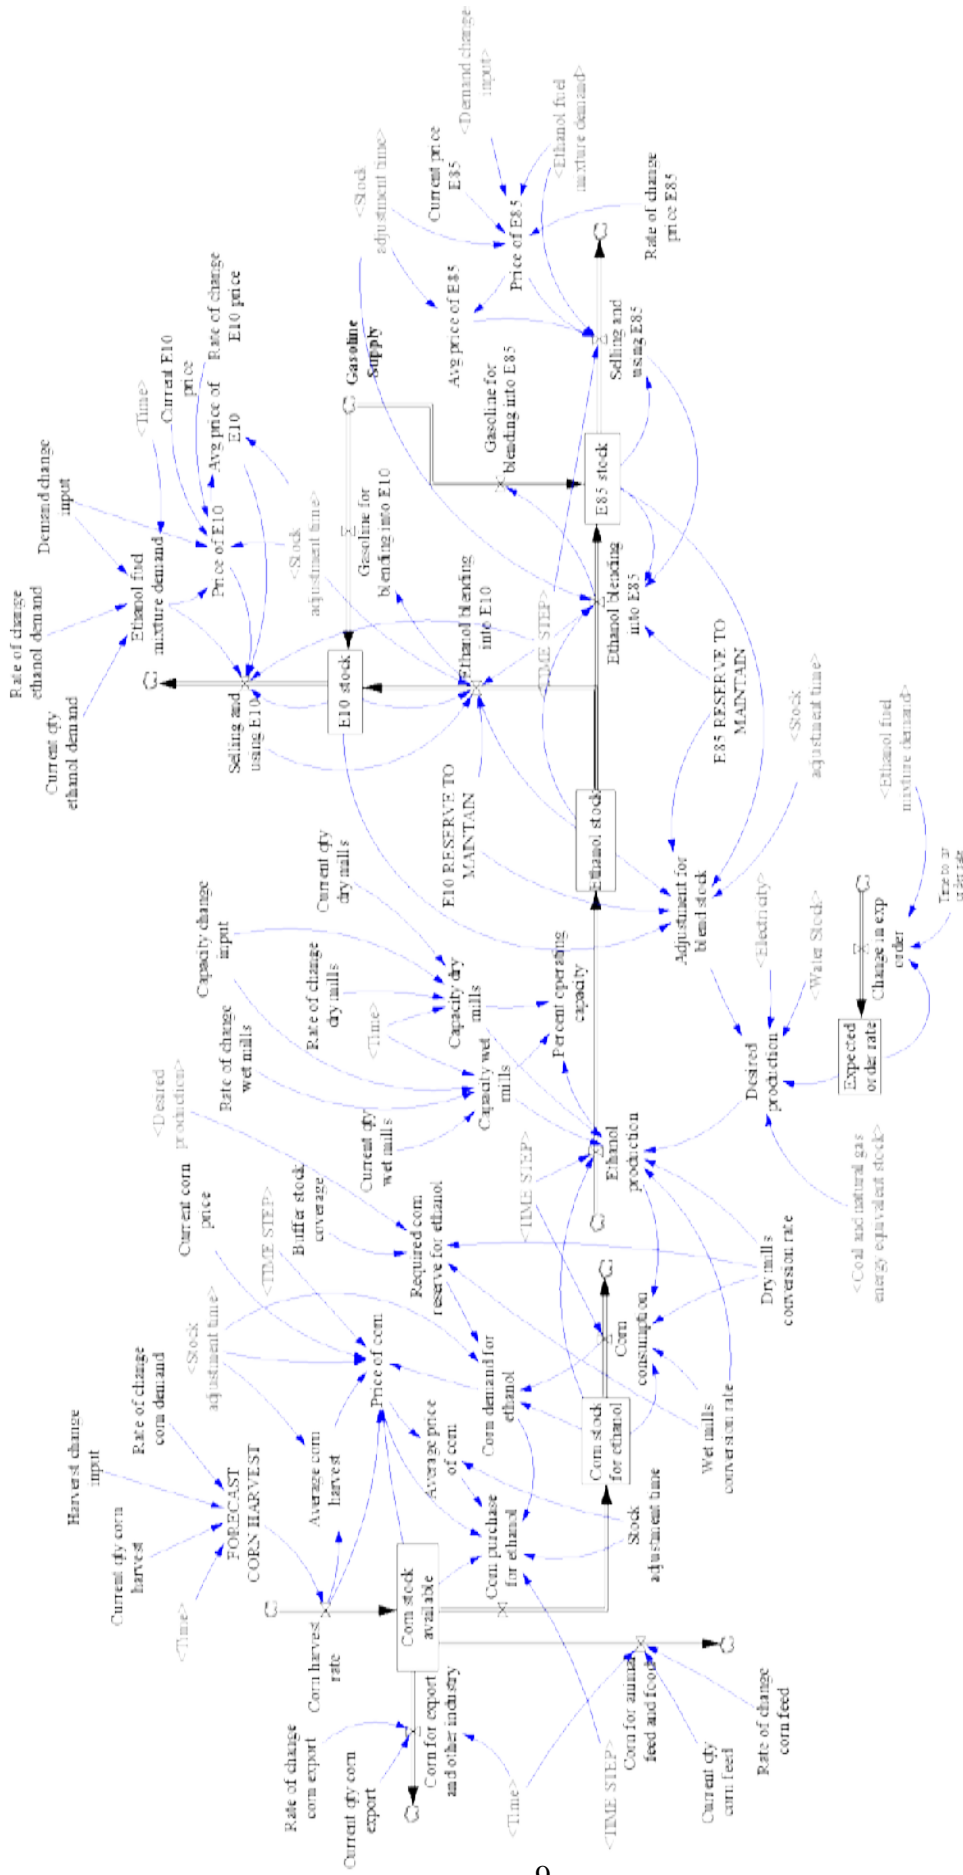 Rate of change
corn export
Current qty corn
export
Corn for export
and other industry
<Time>
<TIME STEP>
Current qty
corn feed
Rate of change
corn feed
Corn for animal
feed and food
<Time>
Current qty corn
harvest
Harverst change
input
Rate of change
corn demand
FORECAST
CORN HARVEST
Corn harvest
rate
Corn stock
available
Average corn
harvest
<Stock
adjustment time>
Current corn
price
<TIME STEP>
Price of corn
Average price
of corn
Corn purchase
for ethanol
Stock
adjustment time
Corn demand for
ethanol
Corn stock
for ethanol
Corn
consumption
Wet mills
conversion rate
Dry mills
conversion rate
Buffer stock
coverage
<Desired
production>
Required corn
reserve for ethanol
<TIME STEP>
Rate of change
wet mills
Current qty
wet mills
Capacity change
input
Rate of change
dry mills
<Time>
Current qty
dry mills
Capacity wet
mills
Capacity dry
mills
Percent operating
capacity
Ethanol
production
Desired
production
<Coal and natural gas
energy equivalent stock>
<Electricity>
<Water Stock>
Expected
order rate
Change in exp
order
Time to
order rate
<Ethanol fuel
mixture demand>
Adjustment for
blend stock
<Stock
adjustment time>
E85 RESERVE TO
MAINTAIN
E10 RESERVE TO
MAINTAIN
Ethanol stock
<TIME STEP>
Ethanol blending
into E10
Ethanol blending
into E85
E10 stock
Selling and
using E10
Current qty
ethanol demand
Rate of change
ethanol demand
Demand change
input
Ethanol fuel
mixture demand
<Time>
Current E10
price
Price of E10
Avg price of
E10
Rate of change
E10 price
<Stock
adjustment time>
Gasoline for
blending into E10
Gasoline
Supply
Gasoline for
blending into E85
E85 stock
Selling and
using E85
Avg price of E85
Price of E85
<Stock
adjustment time>
Current price
E85
<Demand change
input>
<Ethanol fuel
mixture demand>
Rate of change
price E85
9